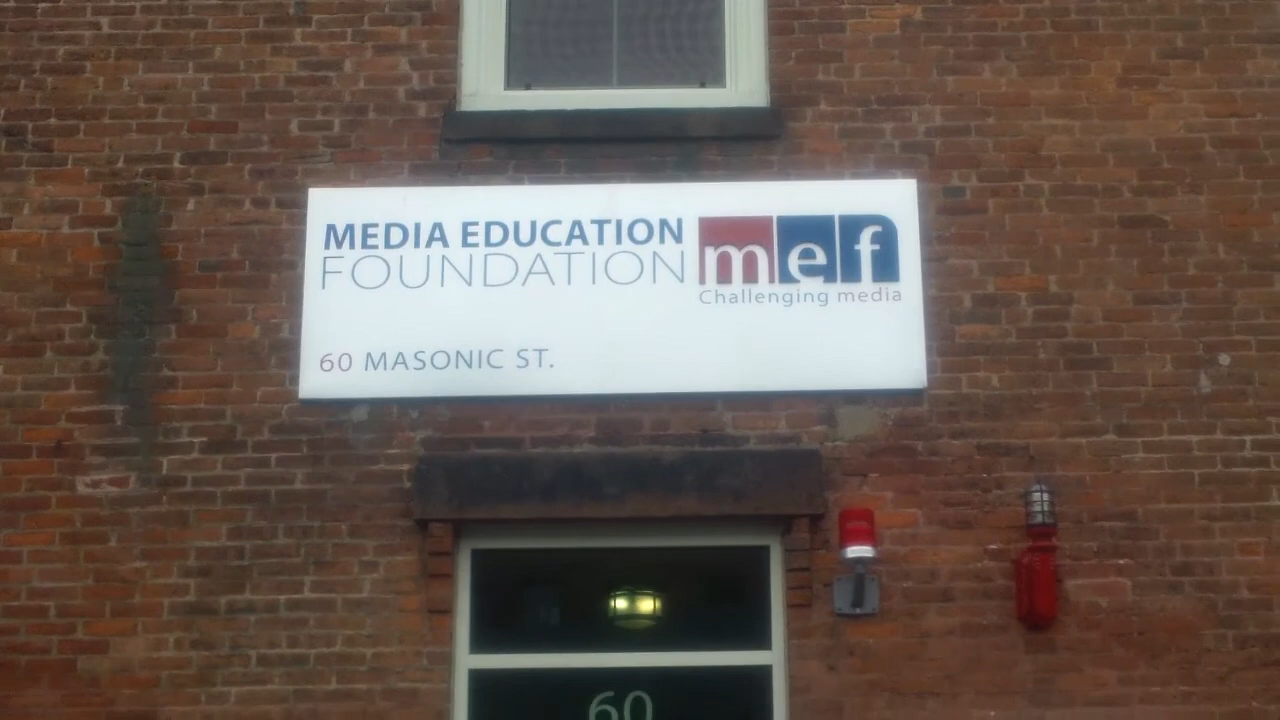 MEDIA EDUCATION
FOUNDATION
mef
Challenging media
60 MASONIC ST.
60